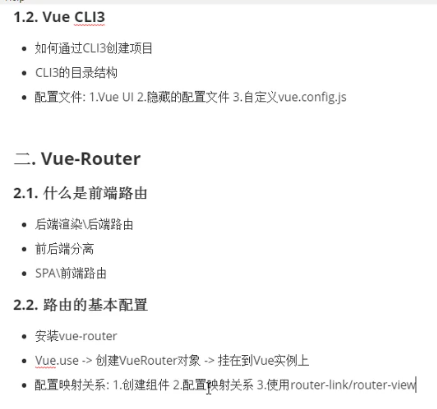 1.2. Vue CLI3
如何通过CLI3创建项目
CLI3的目录结构
配置文件: 1.Vue UI 2.隐藏的配置文件 3.自定义vue.config.js
二. Vue-Router
2.1. 什么是前端路由
后端渲染\后端路由
前后端分离
SPA\前端路由
2.2. 路由的基本配置
安装vue-router
Vue.use -> 创建VueRouter对象 -> 挂在到Vue实例上
配置映射关系: 1.创建组件 2.配置映射关系 3.使用router-link/router-view